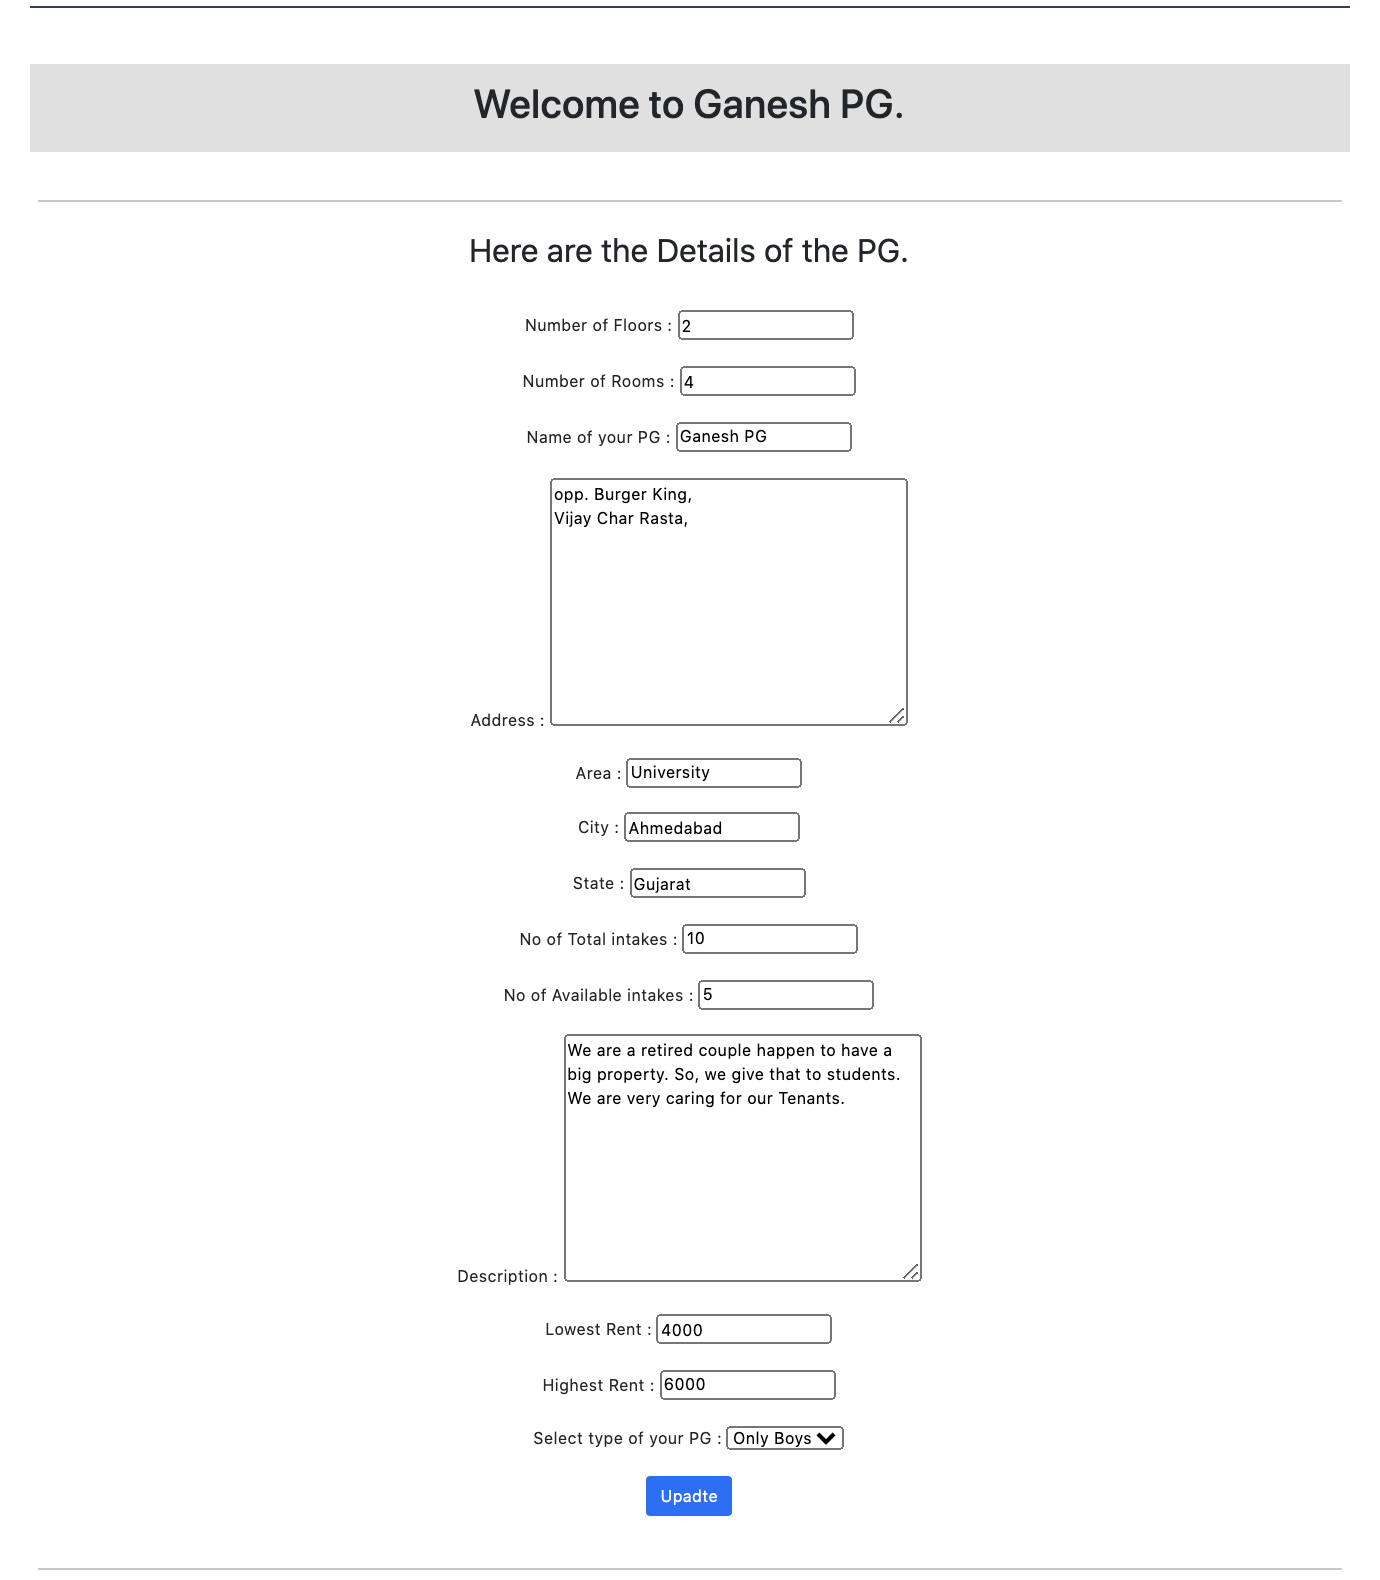 Welcome to Ganesh PG.
Here are the Details of the PG.
Number of Floors : 2
Number of Rooms : 4
Name of your PG : Ganesh PG
opp. Burger King,
Vijay Char Rasta,
Address :
Area : University
City : Ahmedabad
State : Gujarat
No of Total intakes : 10
No of Available intakes : 5
We are a retired couple happen to have a
big property. So, we give that to students.
We are very caring for our Tenants.
Description :
Lowest Rent : 4000
Highest Rent : 6000
Select type of your PG : Only Boys
Upadte